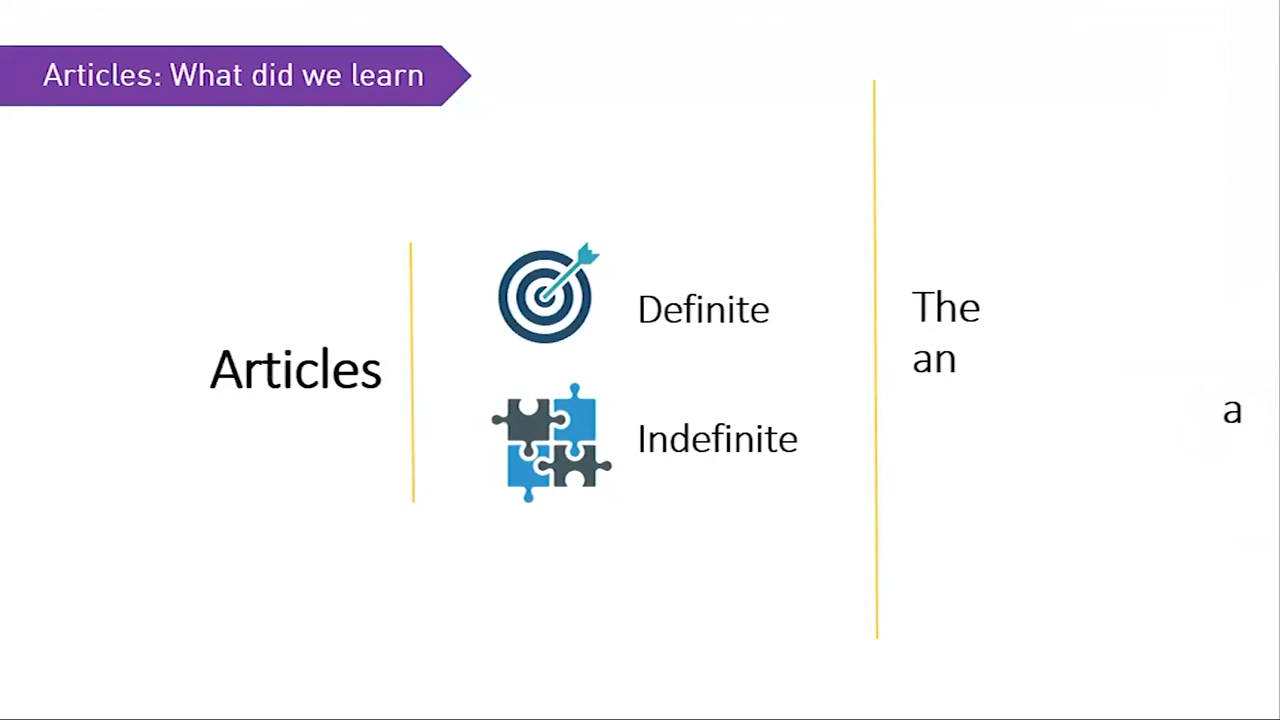 Articles: What did we learn
Articles
Definite
Indefinite
The
an
a